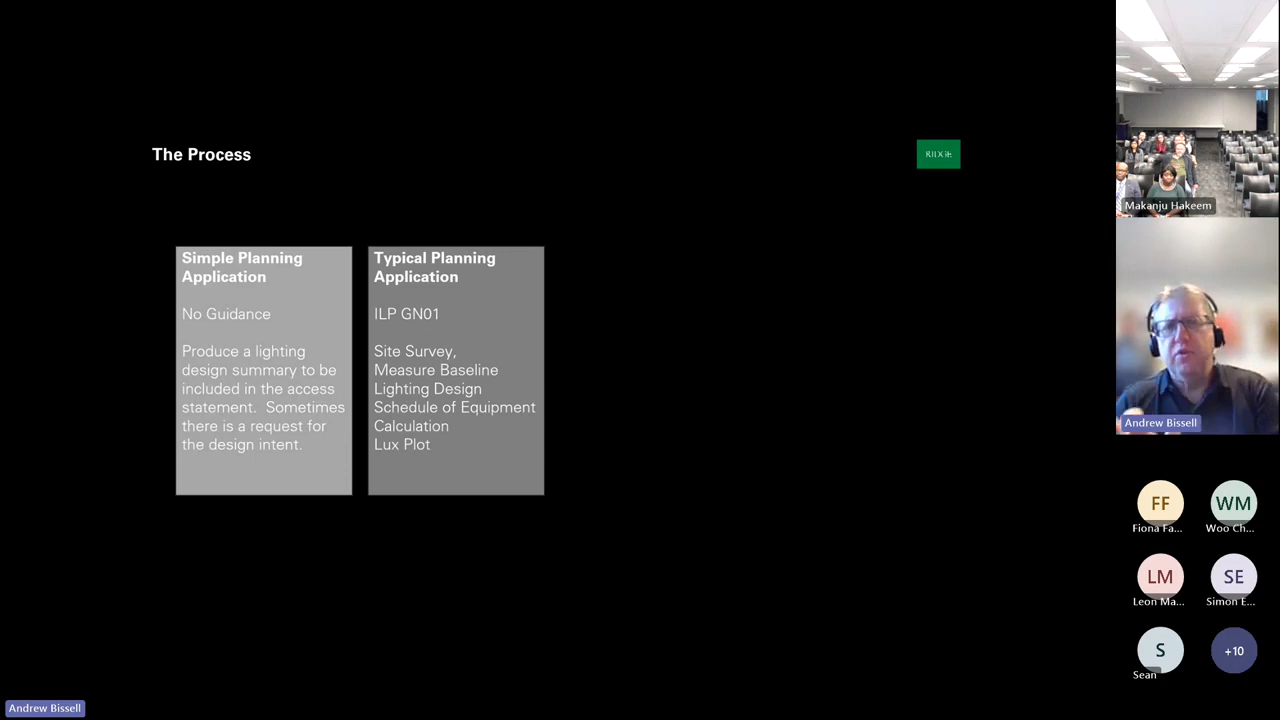 The Process
RIDGE
Simple Planning
Application
No Guidance
Produce a lighting
design summary to be
included in the access
statement.  Sometimes
there is a request for
the design intent.
Typical Planning
Application
ILP GN01
Site Survey,
Measure Baseline
Lighting Design
Schedule of Equipment
Calculation
Lux Plot
Makanju Hakeem
Andrew Bissell
FF
Fiona Fa...
WM
Woo Ch...
LM
Leon Ma...
SE
Simon E...
S
Sean
+10
Andrew Bissell